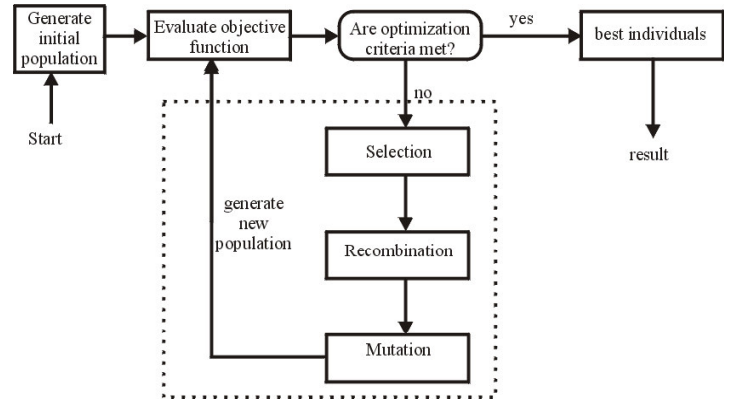 Generate
initial
population
Evaluate objective
function
Are optimization
criteria met?
yes
best individuals
no
Start
result
Selection
generate
new
population
Recombination
Mutation